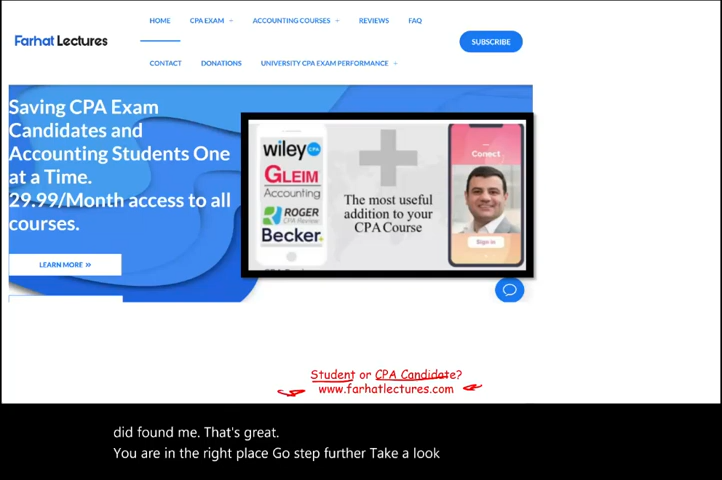 HOME
CPA EXAM
ACCOUNTING COURSES
REVIEWS
FAQ
Farhat Lectures
SUBSCRIBE
CONTACT
DONATIONS
UNIVERSITY CPA EXAM PERFORMANCE
Saving CPA Exam
Candidates and
Accounting Students One
at a Time.
29.99/Month access to all
courses.
LEARN MORE »
wiley CPA
GLEIM
Accounting
ROGER
CPA Review
Becker.
The most useful
addition to your
CPA Course
Conect
Sign in
Student or CPA Candidate?
www.farhatlectures.com
did found me. That's great.
You are in the right place Go step further Take a look